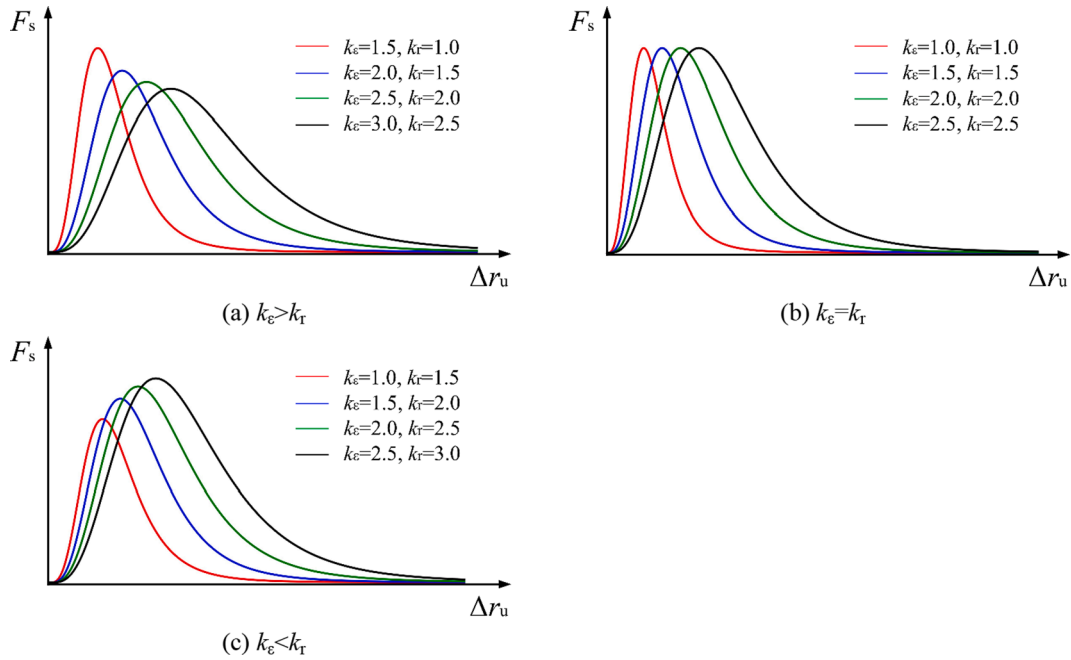 Fs
kε=1.5, kr=1.0
kε=2.0, kr=1.5
kε=2.5, kr=2.0
kε=3.0, kr=2.5
Δru
(a) kε>kr
Fs
kε=1.0, kr=1.0
kε=1.5, kr=1.5
kε=2.0, kr=2.0
kε=2.5, kr=2.5
Δru
(b) kε=kr
Fs
kε=1.0, kr=1.5
kε=1.5, kr=2.0
kε=2.0, kr=2.5
kε=2.5, kr=3.0
Δru
(c) kε<kr